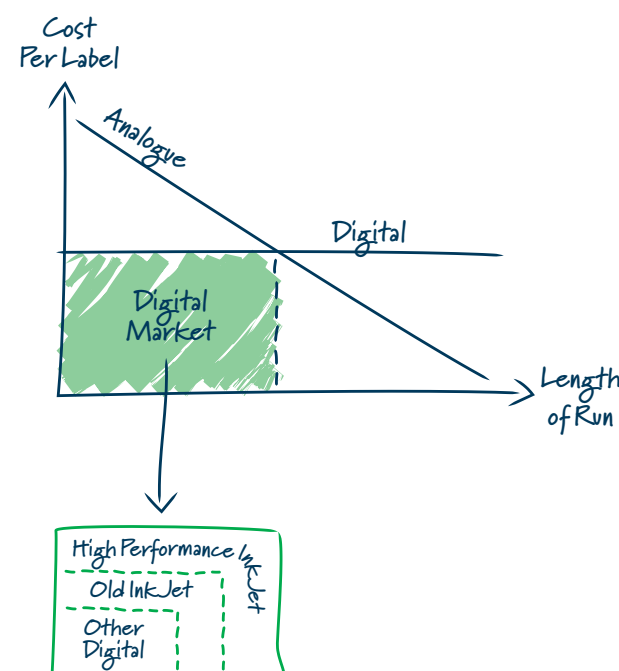 Cost
Per Label
Analogue
Digital
Digital
Market
Length
of Run
High Performance InkJet
Old InkJet
Other
Digital